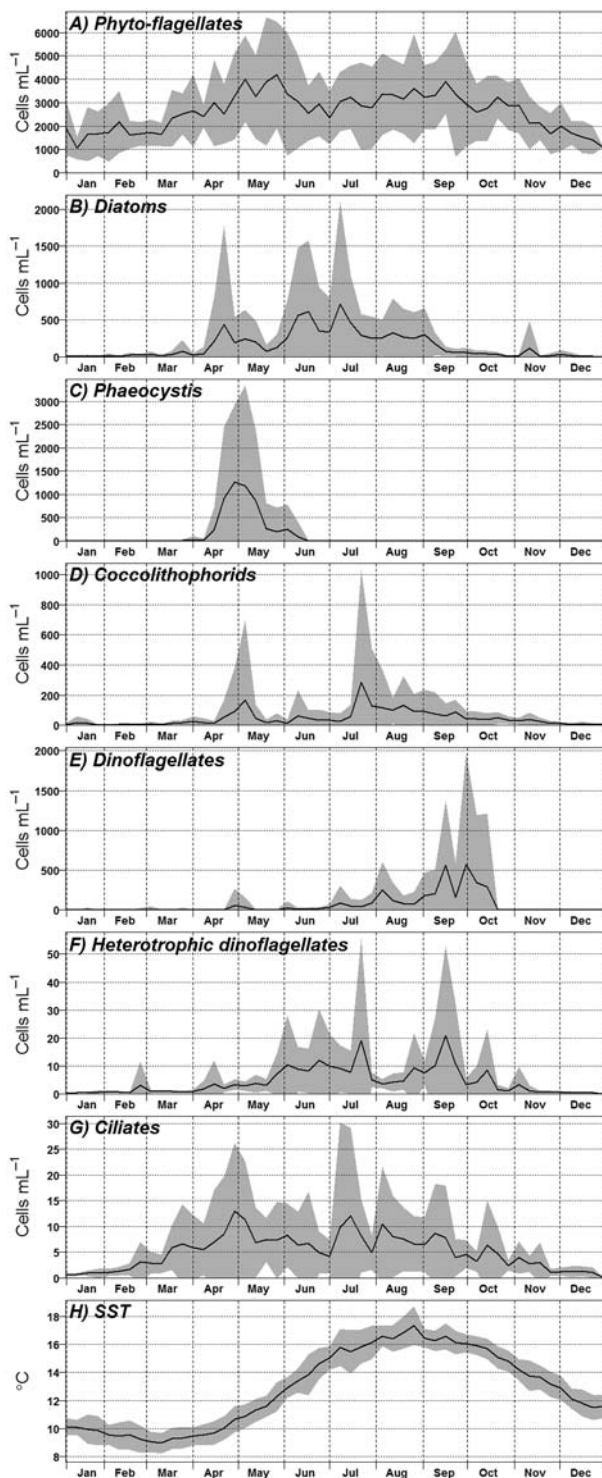 A) Phyto-flagellates
Cells mL⁻¹
6000
5000
4000
3000
2000
1000
0
Jan Feb Mar Apr May Jun Jul Aug Sep Oct Nov Dec
B) Diatoms
Cells mL⁻¹
2000
1500
1000
500
0
Jan Feb Mar Apr May Jun Jul Aug Sep Oct Nov Dec
C) Phaeocystis
Cells mL⁻¹
3000
2500
2000
1500
1000
500
0
Jan Feb Mar Apr May Jun Jul Aug Sep Oct Nov Dec
D) Coccolithophorids
Cells mL⁻¹
1000
800
600
400
200
0
Jan Feb Mar Apr May Jun Jul Aug Sep Oct Nov Dec
E) Dinoflagellates
Cells mL⁻¹
2000
1500
1000
500
0
Jan Feb Mar Apr May Jun Jul Aug Sep Oct Nov Dec
F) Heterotrophic dinoflagellates
Cells mL⁻¹
50
40
30
20
10
0
Jan Feb Mar Apr May Jun Jul Aug Sep Oct Nov Dec
G) Ciliates
Cells mL⁻¹
30
25
20
15
10
5
0
Jan Feb Mar Apr May Jun Jul Aug Sep Oct Nov Dec
H) SST
°C
18
16
14
12
10
8
Jan Feb Mar Apr May Jun Jul Aug Sep Oct Nov Dec